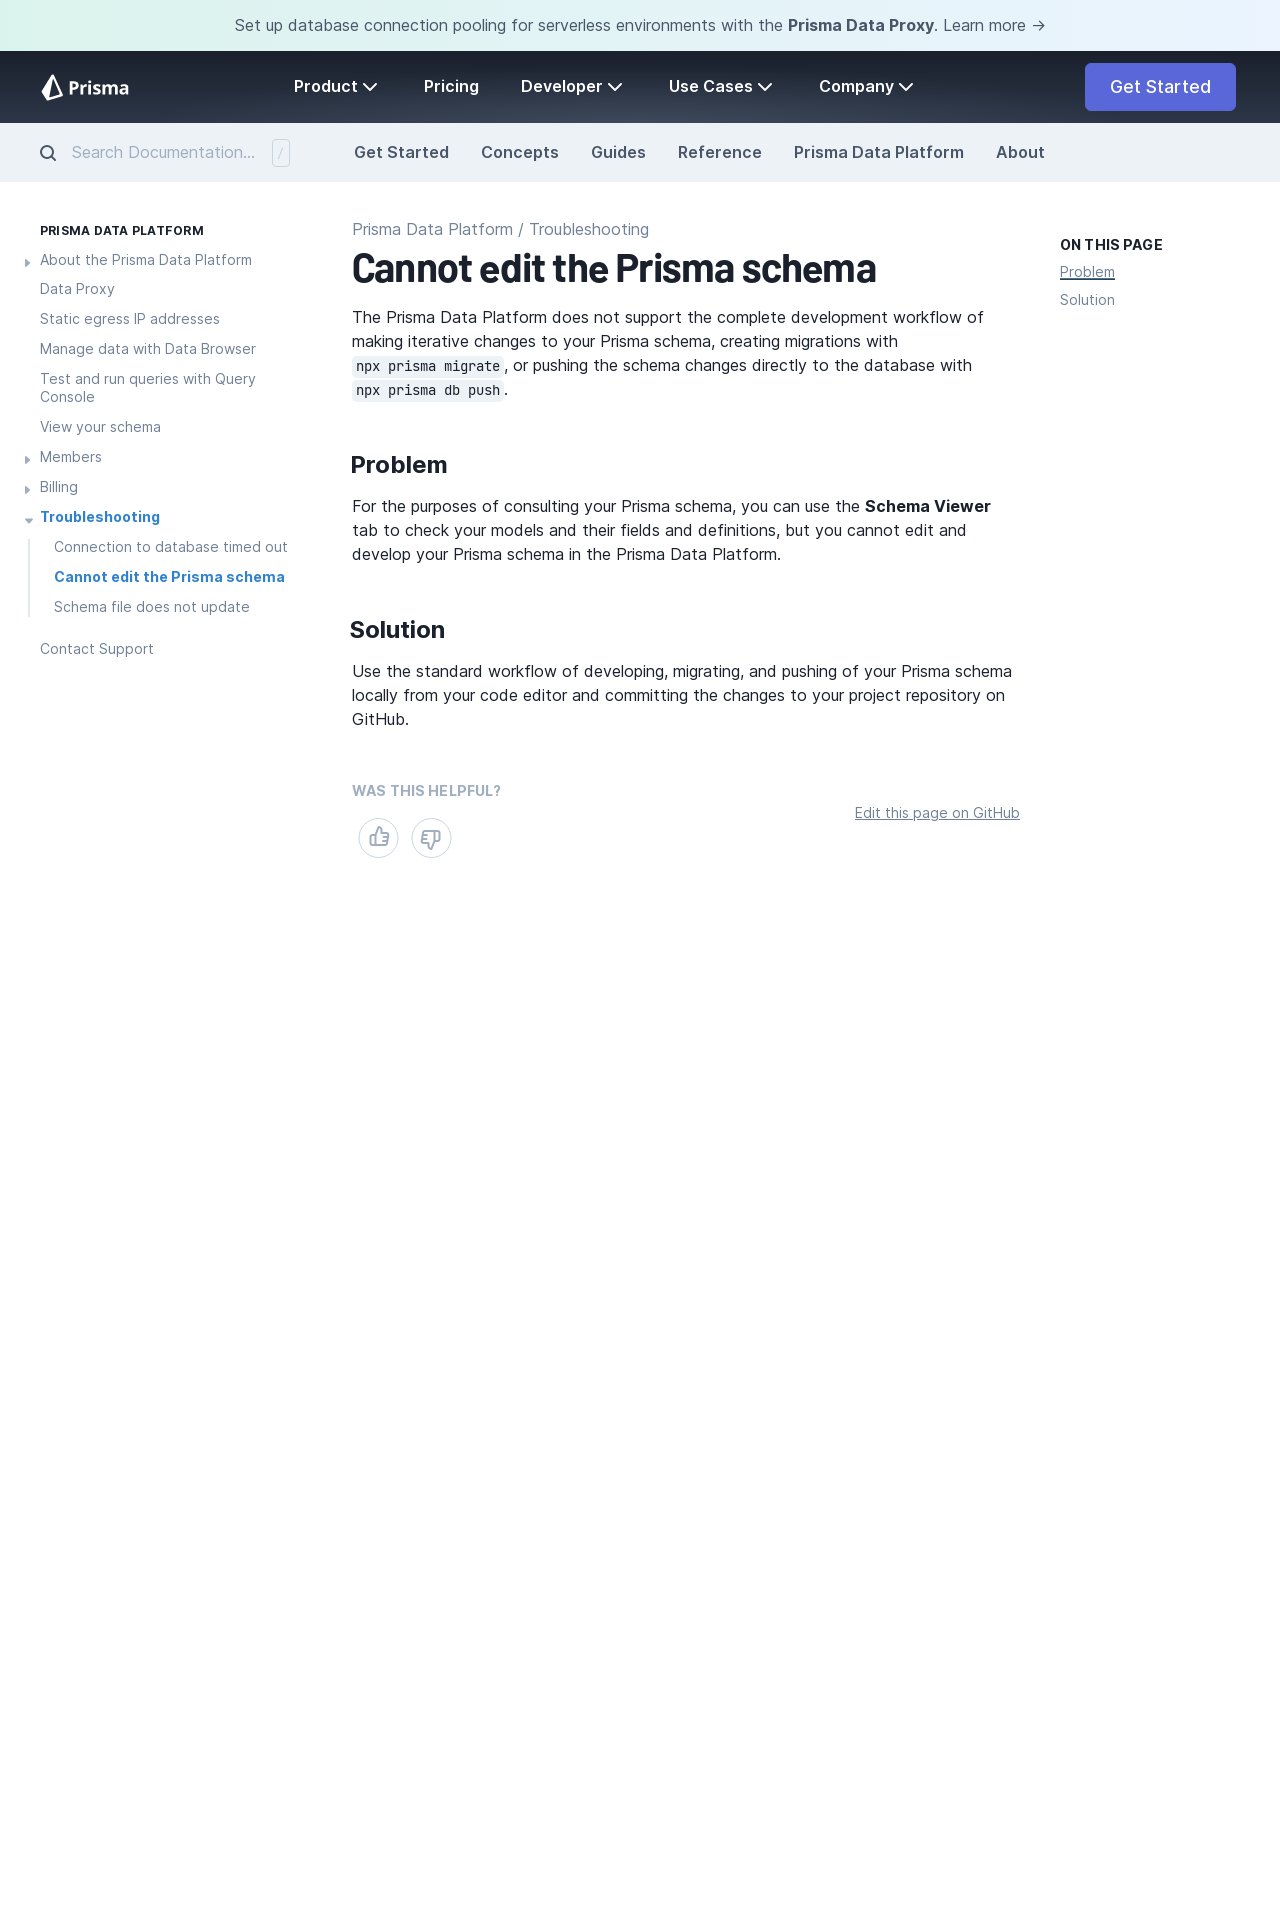 Set up database connection pooling for serverless environments with the Prisma Data Proxy. Learn more →
Prisma
Product
Pricing
Developer
Use Cases
Company
Get Started
Search Documentation...
/
Get Started
Concepts
Guides
Reference
Prisma Data Platform
About
PRISMA DATA PLATFORM
About the Prisma Data Platform
Data Proxy
Static egress IP addresses
Manage data with Data Browser
Test and run queries with Query
Console
View your schema
Members
Billing
Troubleshooting
Connection to database timed out
Cannot edit the Prisma schema
Schema file does not update
Contact Support
Prisma Data Platform / Troubleshooting
Cannot edit the Prisma schema
The Prisma Data Platform does not support the complete development workflow of
making iterative changes to your Prisma schema, creating migrations with
npx prisma migrate, or pushing the schema changes directly to the database with
npx prisma db push.
Problem
For the purposes of consulting your Prisma schema, you can use the Schema Viewer
tab to check your models and their fields and definitions, but you cannot edit and
develop your Prisma schema in the Prisma Data Platform.
Solution
Use the standard workflow of developing, migrating, and pushing of your Prisma schema
locally from your code editor and committing the changes to your project repository on
GitHub.
WAS THIS HELPFUL?
Edit this page on GitHub
ON THIS PAGE
Problem
Solution